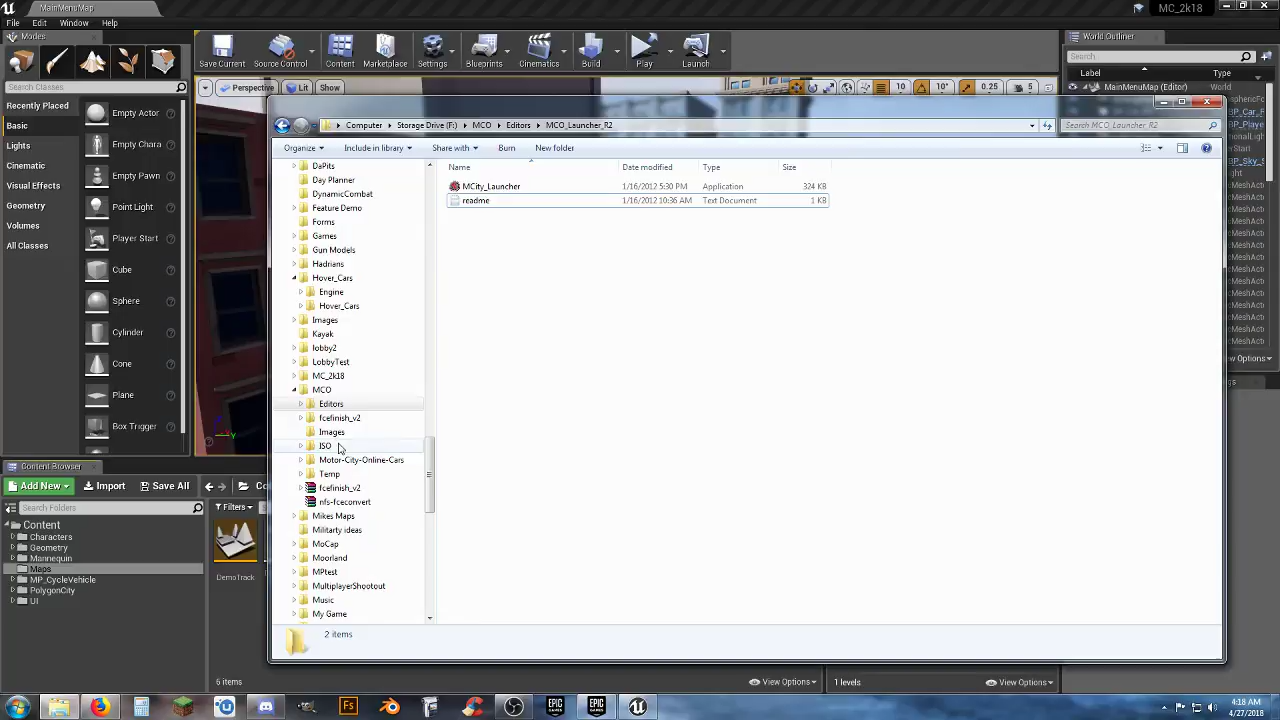 MainMenuMap
MC_2k18
File Edit Window Help
Modes
Search Classes
Recently Placed
Basic
Lights
Cinematic
Visual Effects
Geometry
Volumes
All Classes
Empty Actor
Empty Chara
Empty Pawn
Point Light
Player Start
Cube
Sphere
Cylinder
Cone
Plane
Box Trigger
Save Current
Source Control
Content
Marketplace
Settings
Blueprints
Cinematics
Build
Play
Launch
Perspective
Lit
Show
10
10°
0.25
5
World Outliner
Search
Label
Type
MainMenuMap (Editor)
World
Computer
Storage Drive (F:)
MCO
Editors
MCO_Launcher_R2
Search MCO_Launcher_R2
Organize
Include in library
Share with
Burn
New folder
DaPits
Day Planner
DynamicCombat
Feature Demo
Forms
Games
Gun Models
Hadrians
Hover_Cars
Engine
Hover_Cars
Images
Kayak
lobby2
LobbyTest
MC_2k18
MCO
Editors
fcefinish_v2
Images
ISO
Motor-City-Online-Cars
Temp
fcefinish_v2
nfs-fceconvert
Mikes Maps
Militarty ideas
MoCap
Moorland
MPtest
MultiplayerShootout
Music
My Game
Name
Date modified
Type
Size
MCity_Launcher
1/16/2012 5:30 PM
Application
324 KB
readme
1/16/2012 10:36 AM
Text Document
1 KB
2 items
Content Browser
Add New
Import
Save All
Search Folders
Filters
Content
Characters
Geometry
Mannequin
Maps
MP_CycleVehicle
PolygonCity
UI
DemoTrack
6 items
View Options
1 levels
View Options
4:18 AM
4/27/2018